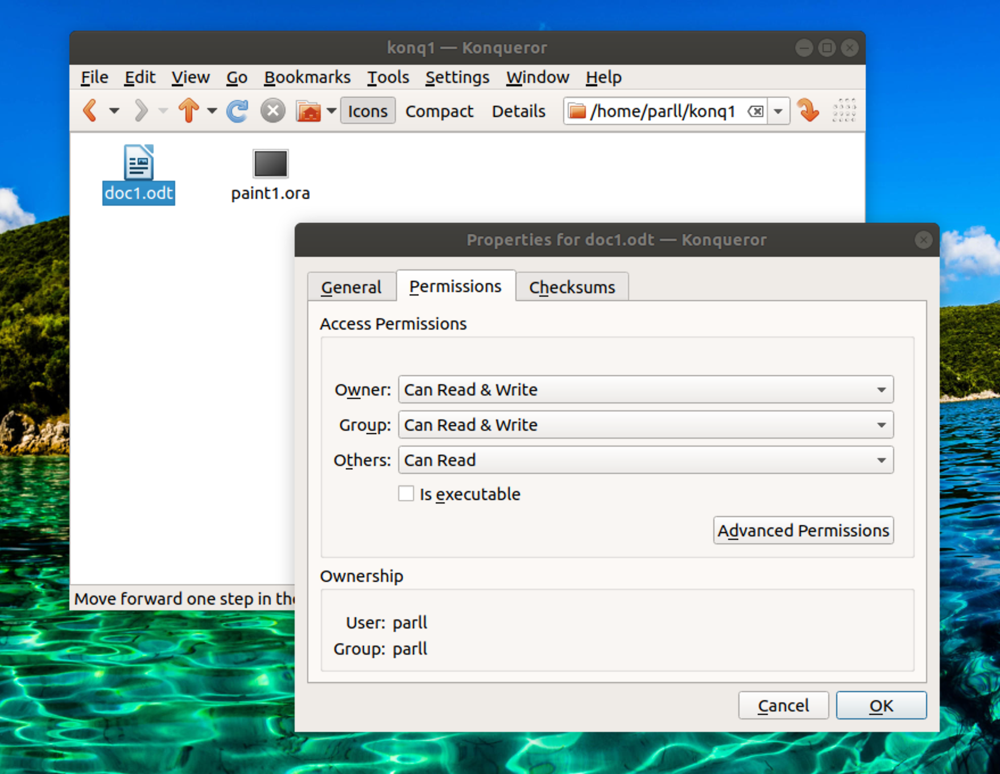 konq1 — Konqueror
File Edit View Go Bookmarks Tools Settings Window Help
Icons Compact Details /home/parll/konq1
doc1.odt paint1.ora
Properties for doc1.odt — Konqueror
General Permissions Checksums
Access Permissions
Owner: Can Read & Write
Group: Can Read & Write
Others: Can Read
Is executable
Advanced Permissions
Ownership
User: parll
Group: parll
Cancel OK
Move forward one step in the